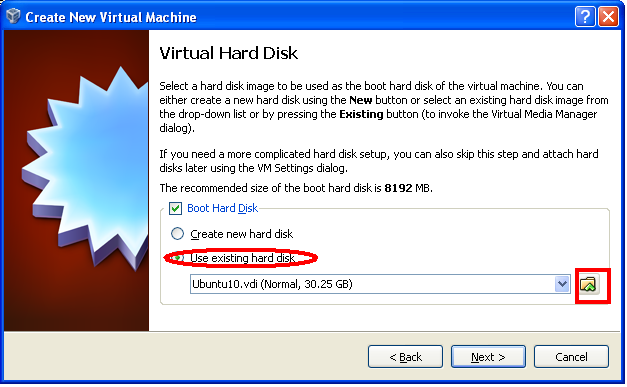 Create New Virtual Machine
Virtual Hard Disk
Select a hard disk image to be used as the boot hard disk of the virtual machine. You can
either create a new hard disk using the New button or select an existing hard disk image from
the drop-down list or by pressing the Existing button (to invoke the Virtual Media Manager
dialog).
If you need a more complicated hard disk setup, you can also skip this step and attach hard
disks later using the VM Settings dialog.
The recommended size of the boot hard disk is 8192 MB.
Boot Hard Disk
Create new hard disk
Use existing hard disk
Ubuntu10.vdi (Normal, 30.25 GB)
< Back
Next >
Cancel